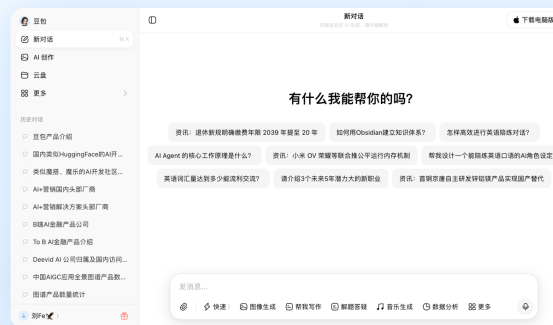 豆包
新对话
⌘ K
AI 创作
云盘
更多
历史对话
豆包产品介绍
国内类似HuggingFace的AI开...
类似魔搭、魔乐的AI开发社区...
AI+营销国内头部厂商
AI+营销解决方案头部厂商
B端AI金融产品公司
To B AI金融产品介绍
Deevid AI 公司归属及国内访问...
中国AIGC应用全景图谱产品数...
图谱产品数量统计
刘Fe
新对话
下载电脑版
有什么我能帮你的吗?
资讯：退休新规明确缴费年限 2039 年提至 20 年
如何用Obsidian建立知识体系?
怎样高效进行英语陪练对话?
AI Agent 的核心工作原理是什么?
资讯：小米 OV 荣耀等联合推公平运行内存机制
帮我设计一个能陪练英语口语的AI角色设定
英语词汇量达到多少能流利交流?
请介绍3个未来5年潜力大的新职业
资讯：首钢京唐自主研发锌铝镁产品实现国产替代
发消息...
快速
图像生成
帮我写作
解题答疑
音乐生成
数据分析
更多